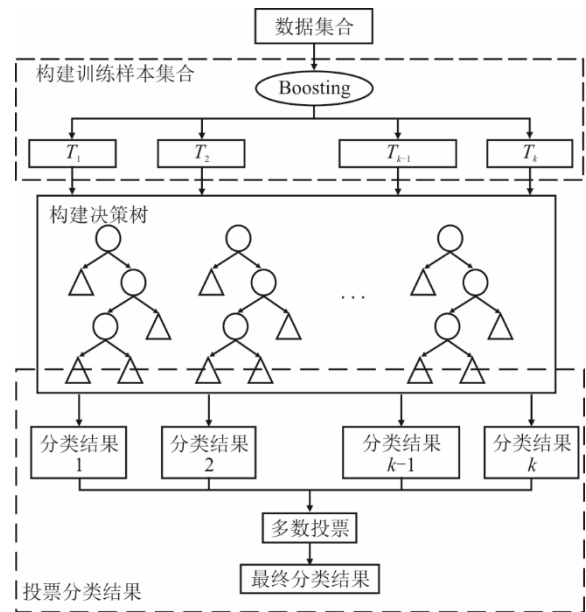 数据集合
构建训练样本集合
Boosting
T1 T2 Tk−1 Tk
构建决策树
...
分类结果 分类结果 分类结果 分类结果
1 2 k−1 k
多数投票
最终分类结果
投票分类结果